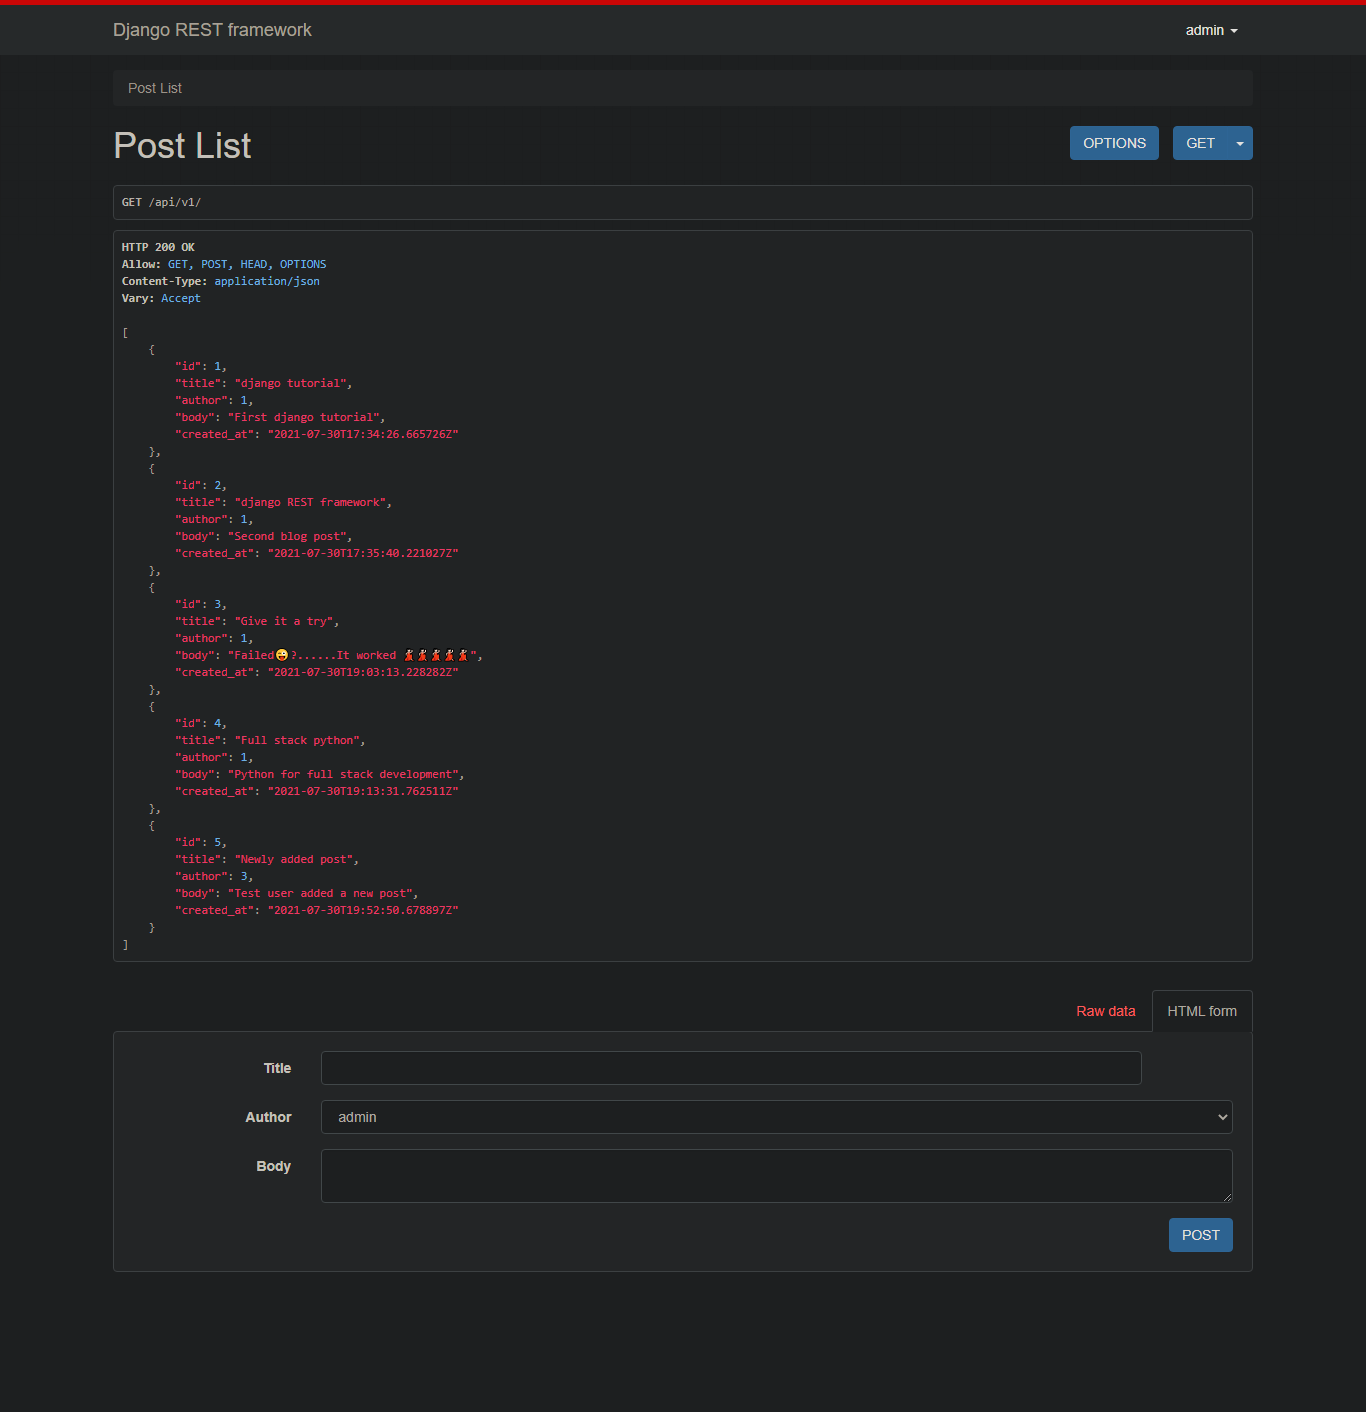 Django REST framework
admin
Post List
Post List
OPTIONS
GET
GET /api/v1/
HTTP 200 OK
Allow: GET, POST, HEAD, OPTIONS
Content-Type: application/json
Vary: Accept
[
    {
        "id": 1,
        "title": "django tutorial",
        "author": 1,
        "body": "First django tutorial",
        "created_at": "2021-07-30T17:34:26.665726Z"
    },
    {
        "id": 2,
        "title": "django REST framework",
        "author": 1,
        "body": "Second blog post",
        "created_at": "2021-07-30T17:35:40.221027Z"
    },
    {
        "id": 3,
        "title": "Give it a try",
        "author": 1,
        "body": "Failed😜?......It worked 💃💃💃💃💃",
        "created_at": "2021-07-30T19:03:13.228282Z"
    },
    {
        "id": 4,
        "title": "Full stack python",
        "author": 1,
        "body": "Python for full stack development",
        "created_at": "2021-07-30T19:13:31.762511Z"
    },
    {
        "id": 5,
        "title": "Newly added post",
        "author": 3,
        "body": "Test user added a new post",
        "created_at": "2021-07-30T19:52:50.678897Z"
    }
]
Raw data
HTML form
Title
Author
admin
Body
POST